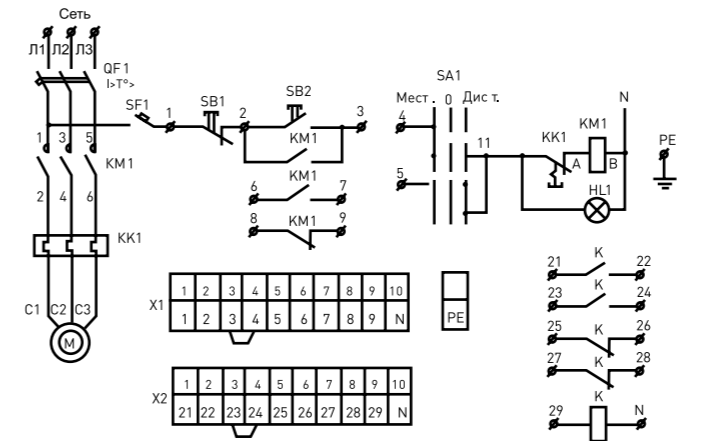 Сеть
Л1 Л2 Л3
QF1
I>T°>
SF1
1
SB1
2
SB2
KM1
3
SA1
Мест. 0 Дист.
4
5
11
KK1
A
KM1
B
N
HL1
PE
1 3 5
KM1
2 4 6
KK1
C1 C2 C3
M
6 KM1 7
8 KM1 9
X1
1 2 3 4 5 6 7 8 9 10
1 2 3 4 5 6 7 8 9 N
PE
X2
1 2 3 4 5 6 7 8 9 10
21 22 23 24 25 26 27 28 29 N
21 K 22
23 K 24
25 K 26
27 K 28
29 K N